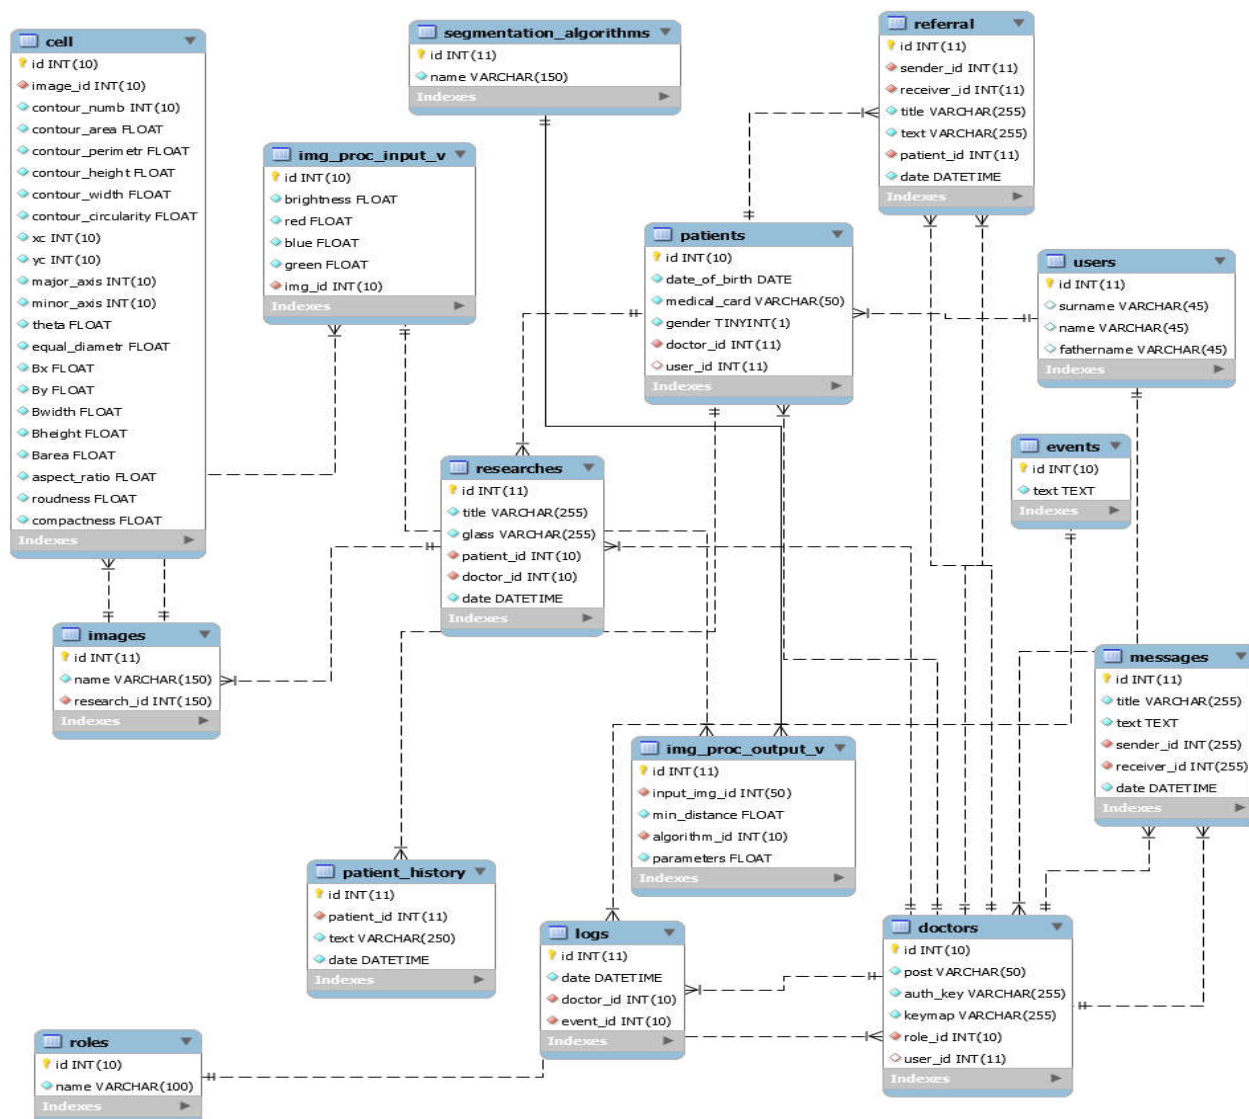 cell
id INT(10)
image_id INT(10)
contour_numb INT(10)
contour_area FLOAT
contour_perimetr FLOAT
contour_height FLOAT
contour_width FLOAT
contour_circularity FLOAT
xc INT(10)
yc INT(10)
major_axis INT(10)
minor_axis INT(10)
theta FLOAT
equal_diametr FLOAT
Bx FLOAT
By FLOAT
Bwidth FLOAT
Bheight FLOAT
Barea FLOAT
aspect_ratio FLOAT
roudness FLOAT
compactness FLOAT
Indexes
segmentation_algorithms
id INT(11)
name VARCHAR(150)
Indexes
referral
id INT(11)
sender_id INT(11)
receiver_id INT(11)
title VARCHAR(255)
text VARCHAR(255)
patient_id INT(11)
date DATETIME
Indexes
img_proc_input_v
id INT(10)
brightness FLOAT
red FLOAT
blue FLOAT
green FLOAT
img_id INT(10)
Indexes
patients
id INT(10)
date_of_birth DATE
medical_card VARCHAR(50)
gender TINYINT(1)
doctor_id INT(11)
user_id INT(11)
Indexes
users
id INT(11)
surname VARCHAR(45)
name VARCHAR(45)
fathername VARCHAR(45)
Indexes
events
id INT(10)
text TEXT
Indexes
researches
id INT(11)
title VARCHAR(255)
glass VARCHAR(255)
patient_id INT(10)
doctor_id INT(10)
date DATETIME
Indexes
images
id INT(11)
name VARCHAR(150)
research_id INT(150)
Indexes
messages
id INT(11)
title VARCHAR(255)
text TEXT
sender_id INT(255)
receiver_id INT(255)
date DATETIME
Indexes
img_proc_output_v
id INT(11)
input_img_id INT(50)
min_distance FLOAT
algorithm_id INT(10)
parameters FLOAT
Indexes
patient_history
id INT(11)
patient_id INT(11)
text VARCHAR(250)
date DATETIME
Indexes
logs
id INT(11)
date DATETIME
doctor_id INT(10)
event_id INT(10)
Indexes
doctors
id INT(10)
post VARCHAR(50)
auth_key VARCHAR(255)
keymap VARCHAR(255)
role_id INT(10)
user_id INT(11)
Indexes
roles
id INT(10)
name VARCHAR(100)
Indexes